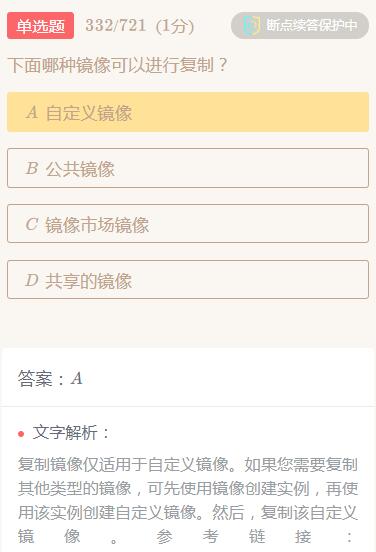 单选题 332/721 (1分) 断点续答保护中
下面哪种镜像可以进行复制？
A 自定义镜像
B 公共镜像
C 镜像市场镜像
D 共享的镜像
答案：A
文字解析：
复制镜像仅适用于自定义镜像。如果您需要复制
其他类型的镜像，可先使用镜像创建实例，再使
用该实例创建自定义镜像。然后，复制该自定义
镜像。参考链接：